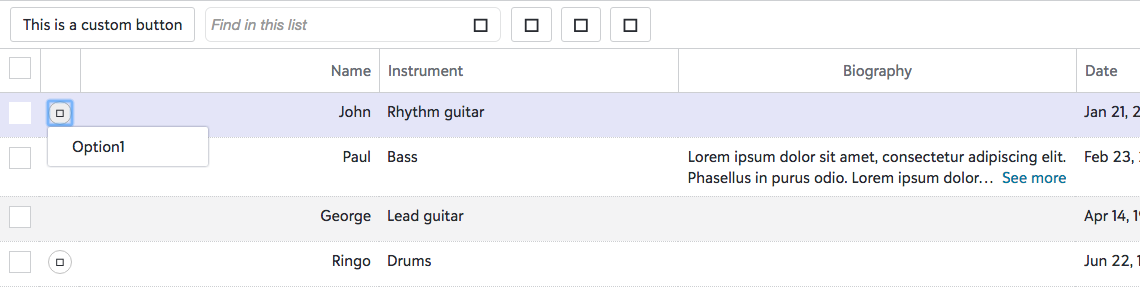 This is a custom button Find in this list
Name Instrument Biography Date
John Rhythm guitar Jan 21, 2
Option1
Paul Bass Lorem ipsum dolor sit amet, consectetur adipiscing elit. Feb 23,
Phasellus in purus odio. Lorem ipsum dolor... See more
George Lead guitar Apr 14, 19
Ringo Drums Jun 22, 1